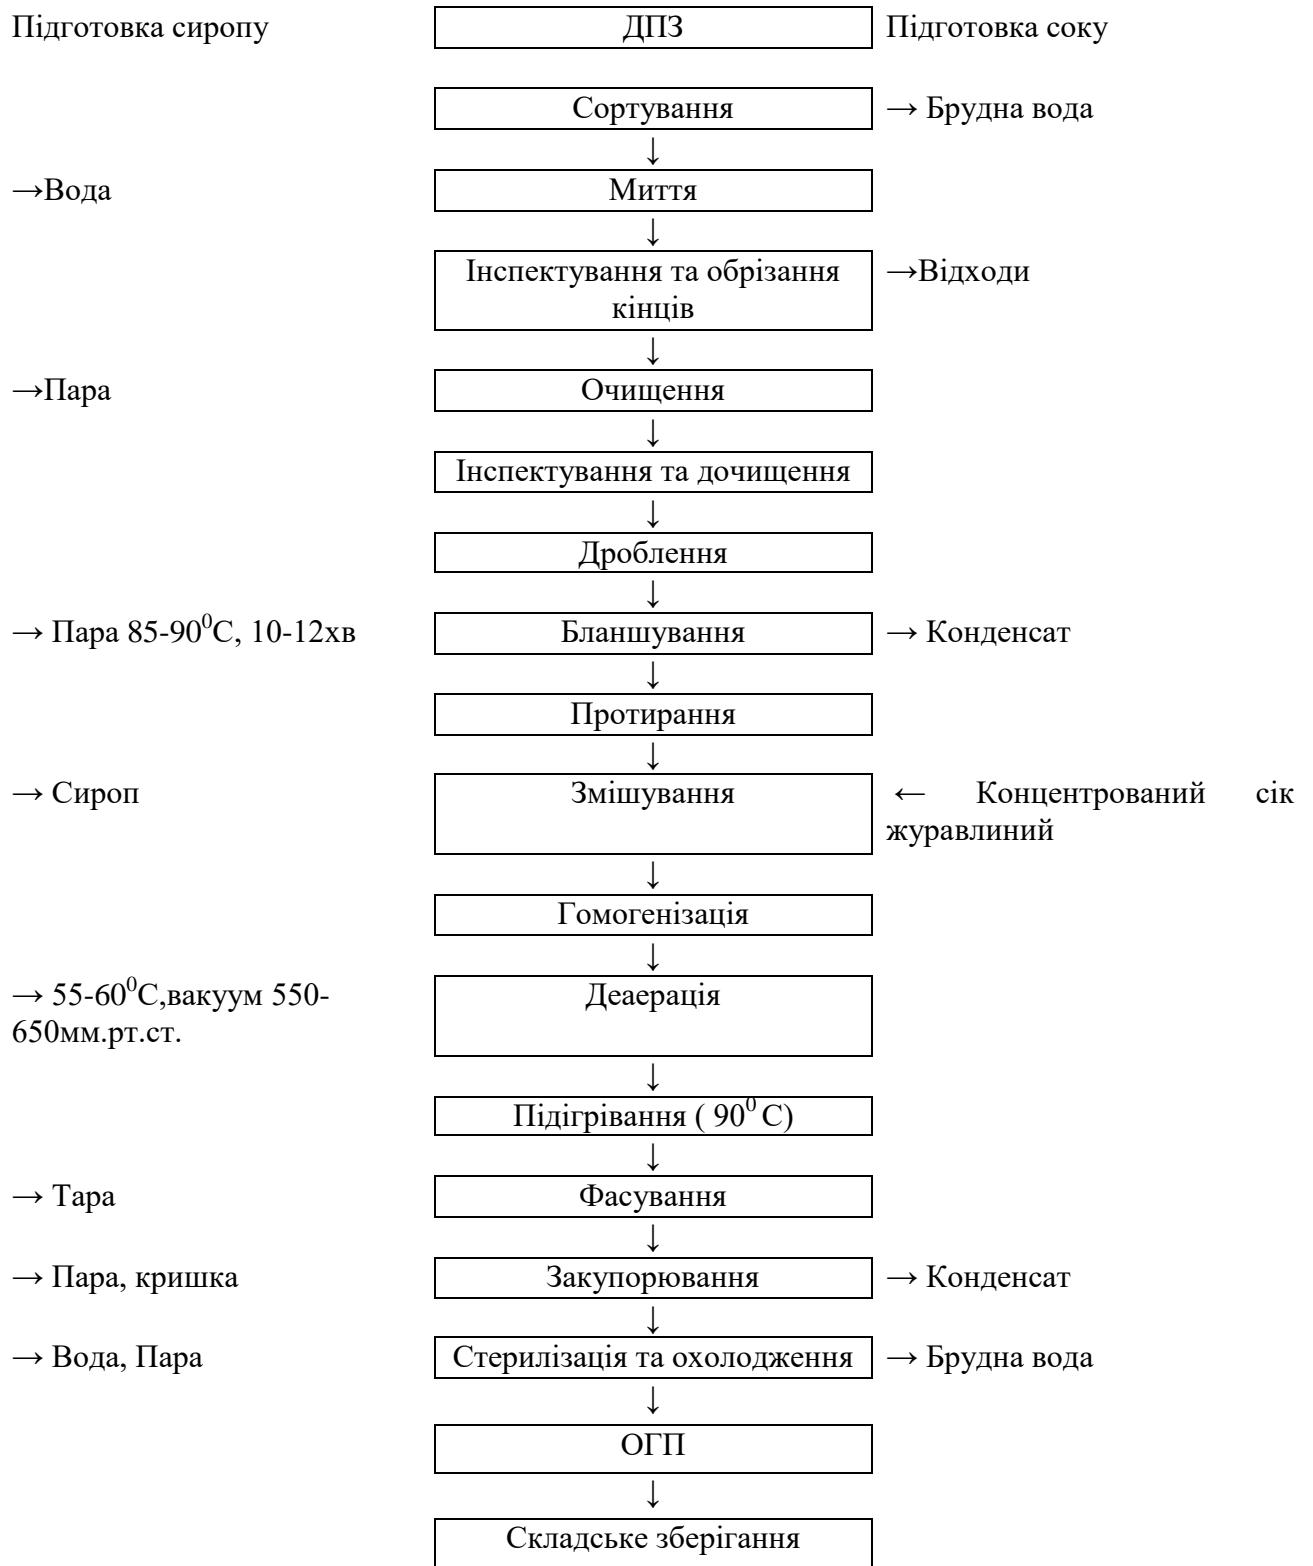 Підготовка сиропу ДПЗ Підготовка соку
Сортування → Брудна вода
↓
→Вода Миття
↓
Інспектування та обрізання →Відходи
кінців
↓
→Пара Очищення
↓
Інспектування та дочищення
↓
Дроблення
↓
→ Пара 85-90⁰С, 10-12хв Бланшування → Конденсат
↓
Протирання
↓
→ Сироп Змішування ← Концентрований сік
журавлиний
↓
Гомогенізація
↓
→ 55-60⁰С,вакуум 550- Деаерація
650мм.рт.ст.
↓
Підігрівання ( 90⁰ С)
↓
→ Тара Фасування
↓
→ Пара, кришка Закупорювання → Конденсат
↓
→ Вода, Пара Стерилізація та охолодження → Брудна вода
↓
ОГП
↓
Складське зберігання